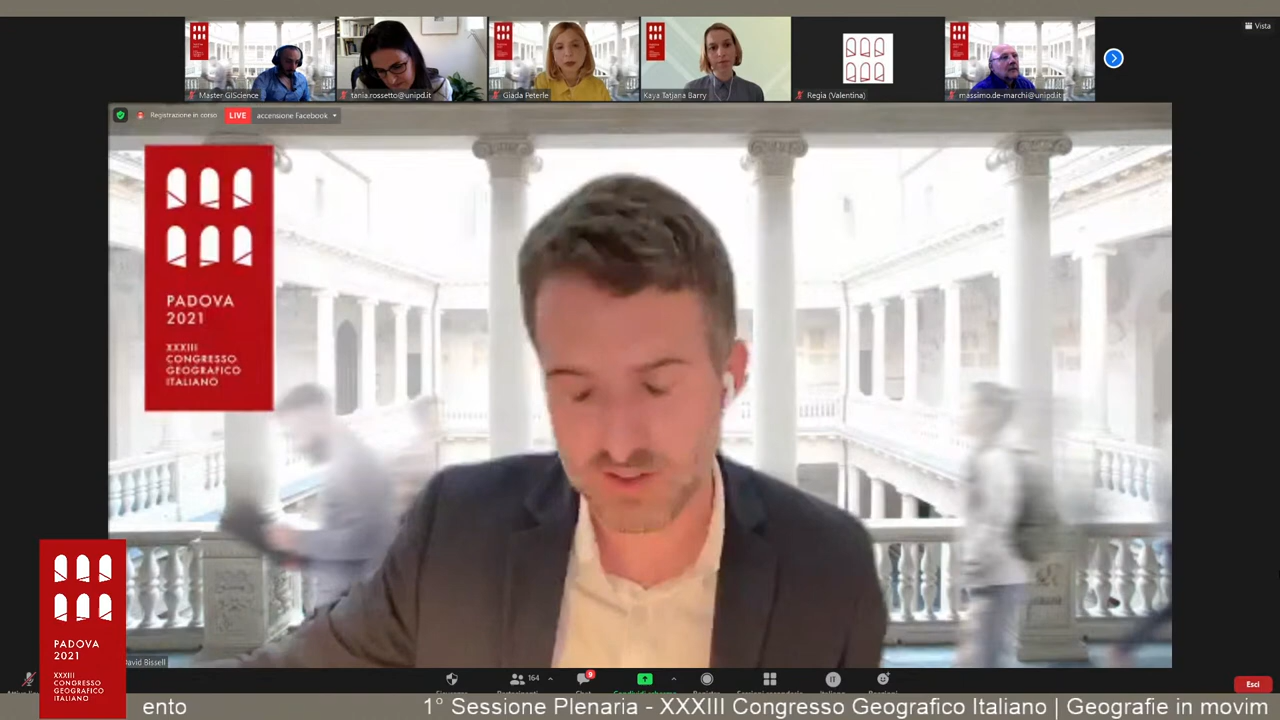 Vista
Master GIScience
tania.rossetto@unipd.it
Giada Peterle
Kaya Tatjana Barry
Regia (Valentina)
massimo.de-marchi@unipd.it
Registrazione in corso
LIVE
accensione Facebook
PADOVA
2021
XXXIII
CONGRESSO
GEOGRAFICO
ITALIANO
David Bissell
164
9
IT
Esci
PADOVA
2021
XXXIII
CONGRESSO
GEOGRAFICO
ITALIANO
ento
1° Sessione Plenaria - XXXIII Congresso Geografico Italiano | Geografie in movim